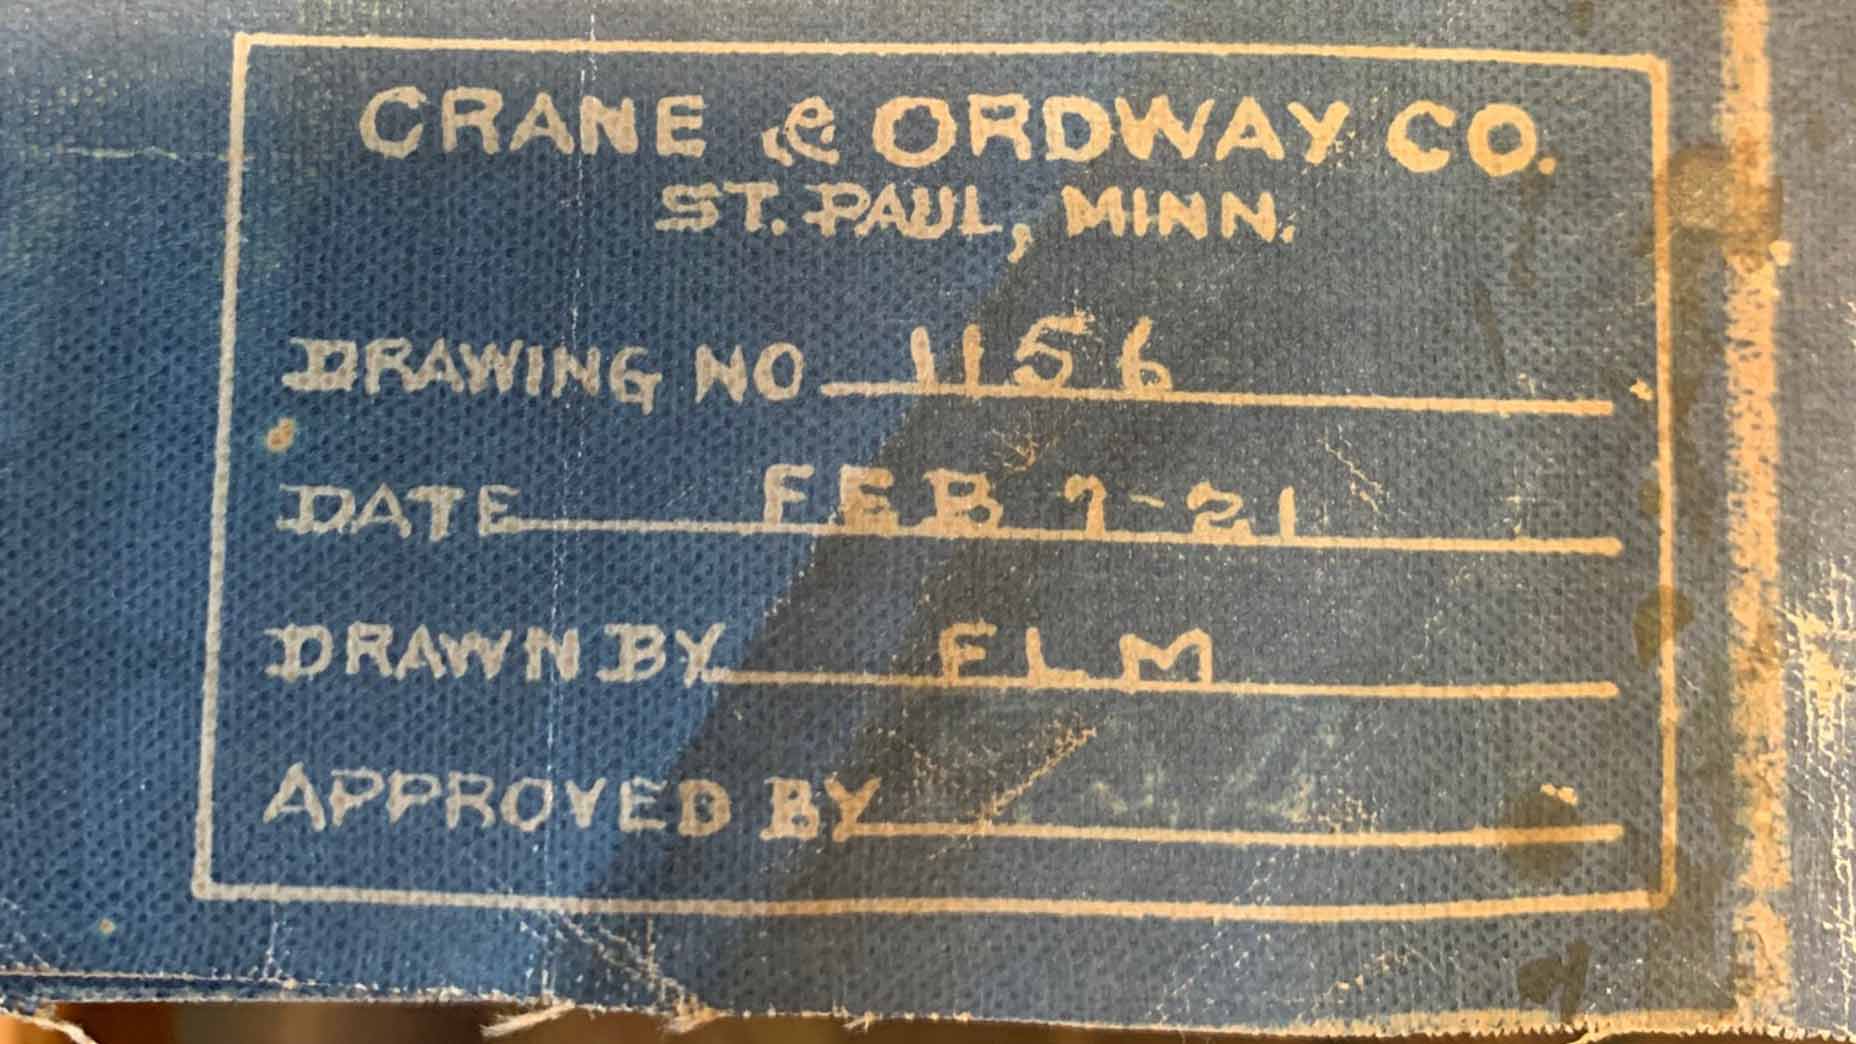 CRANE & ORDWAY CO.
ST. PAUL, MINN.
DRAWING NO 1156
DATE FEB 7-21
DRAWN BY FLM
APPROVED BY